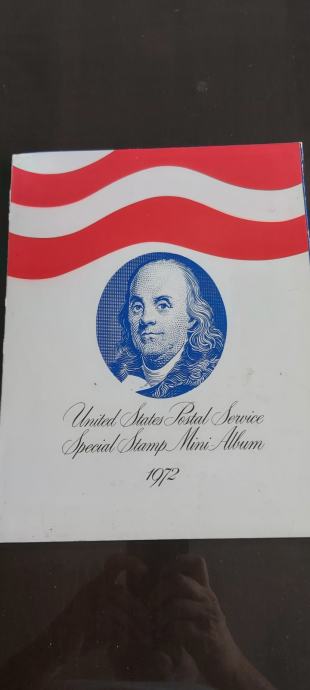 United States Postal Service
Special Stamp Mini-Album
1972